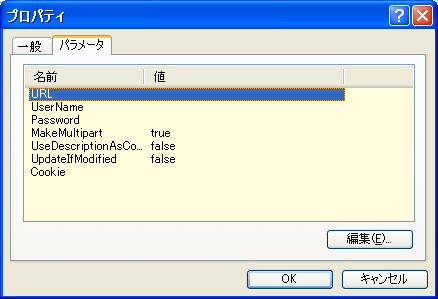 プロパティ
一般 パラメータ
名前 値
URL
UserName
Password
MakeMultipart true
UseDescriptionAsCo... false
UpdateIfModified false
Cookie
編集(E)...
OK キャンセル